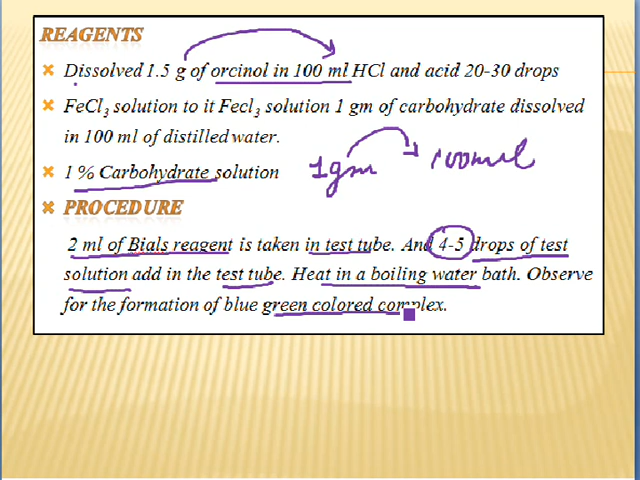 REAGENTS
Dissolved 1.5 g of orcinol in 100 ml HCl and acid 20-30 drops
FeCl3 solution to it Fecl3 solution 1 gm of carbohydrate dissolved
in 100 ml of distilled water.
1gm 100ml
1 % Carbohydrate solution
PROCEDURE
2 ml of Bials reagent is taken in test tube. And 4-5 drops of test
solution add in the test tube. Heat in a boiling water bath. Observe
for the formation of blue green colored complex.